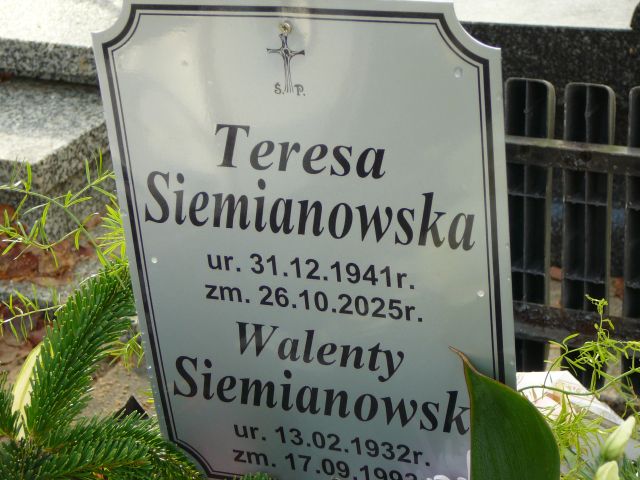 Ś. P.
Teresa
Siemianowska
ur. 31.12.1941r.
zm. 26.10.2025r.
Walenty
Siemianowsk
ur. 13.02.1932r.
zm. 17.09.199